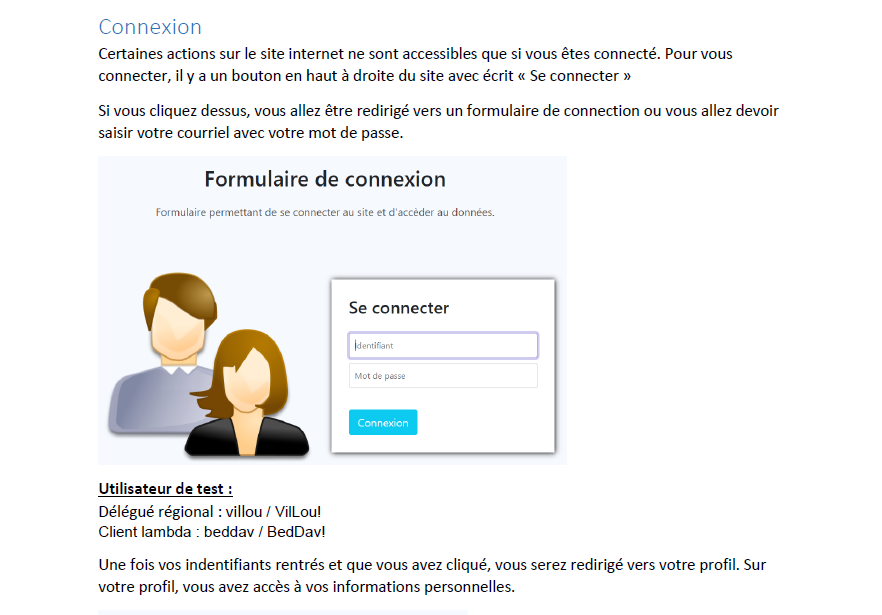 Connexion
Certaines actions sur le site internet ne sont accessibles que si vous êtes connecté. Pour vous
connecter, il y a un bouton en haut à droite du site avec écrit « Se connecter »
Si vous cliquez dessus, vous allez être redirigé vers un formulaire de connection ou vous allez devoir
saisir votre courriel avec votre mot de passe.
Formulaire de connexion
Formulaire permettant de se connecter au site et d'accèder au données.
Se connecter
Identifiant
Mot de passe
Connexion
Utilisateur de test :
Délégué régional : villou / VilLou!
Client lambda : beddav / BedDav!
Une fois vos indentifiants rentrés et que vous avez cliqué, vous serez redirigé vers votre profil. Sur
votre profil, vous avez accès à vos informations personnelles.